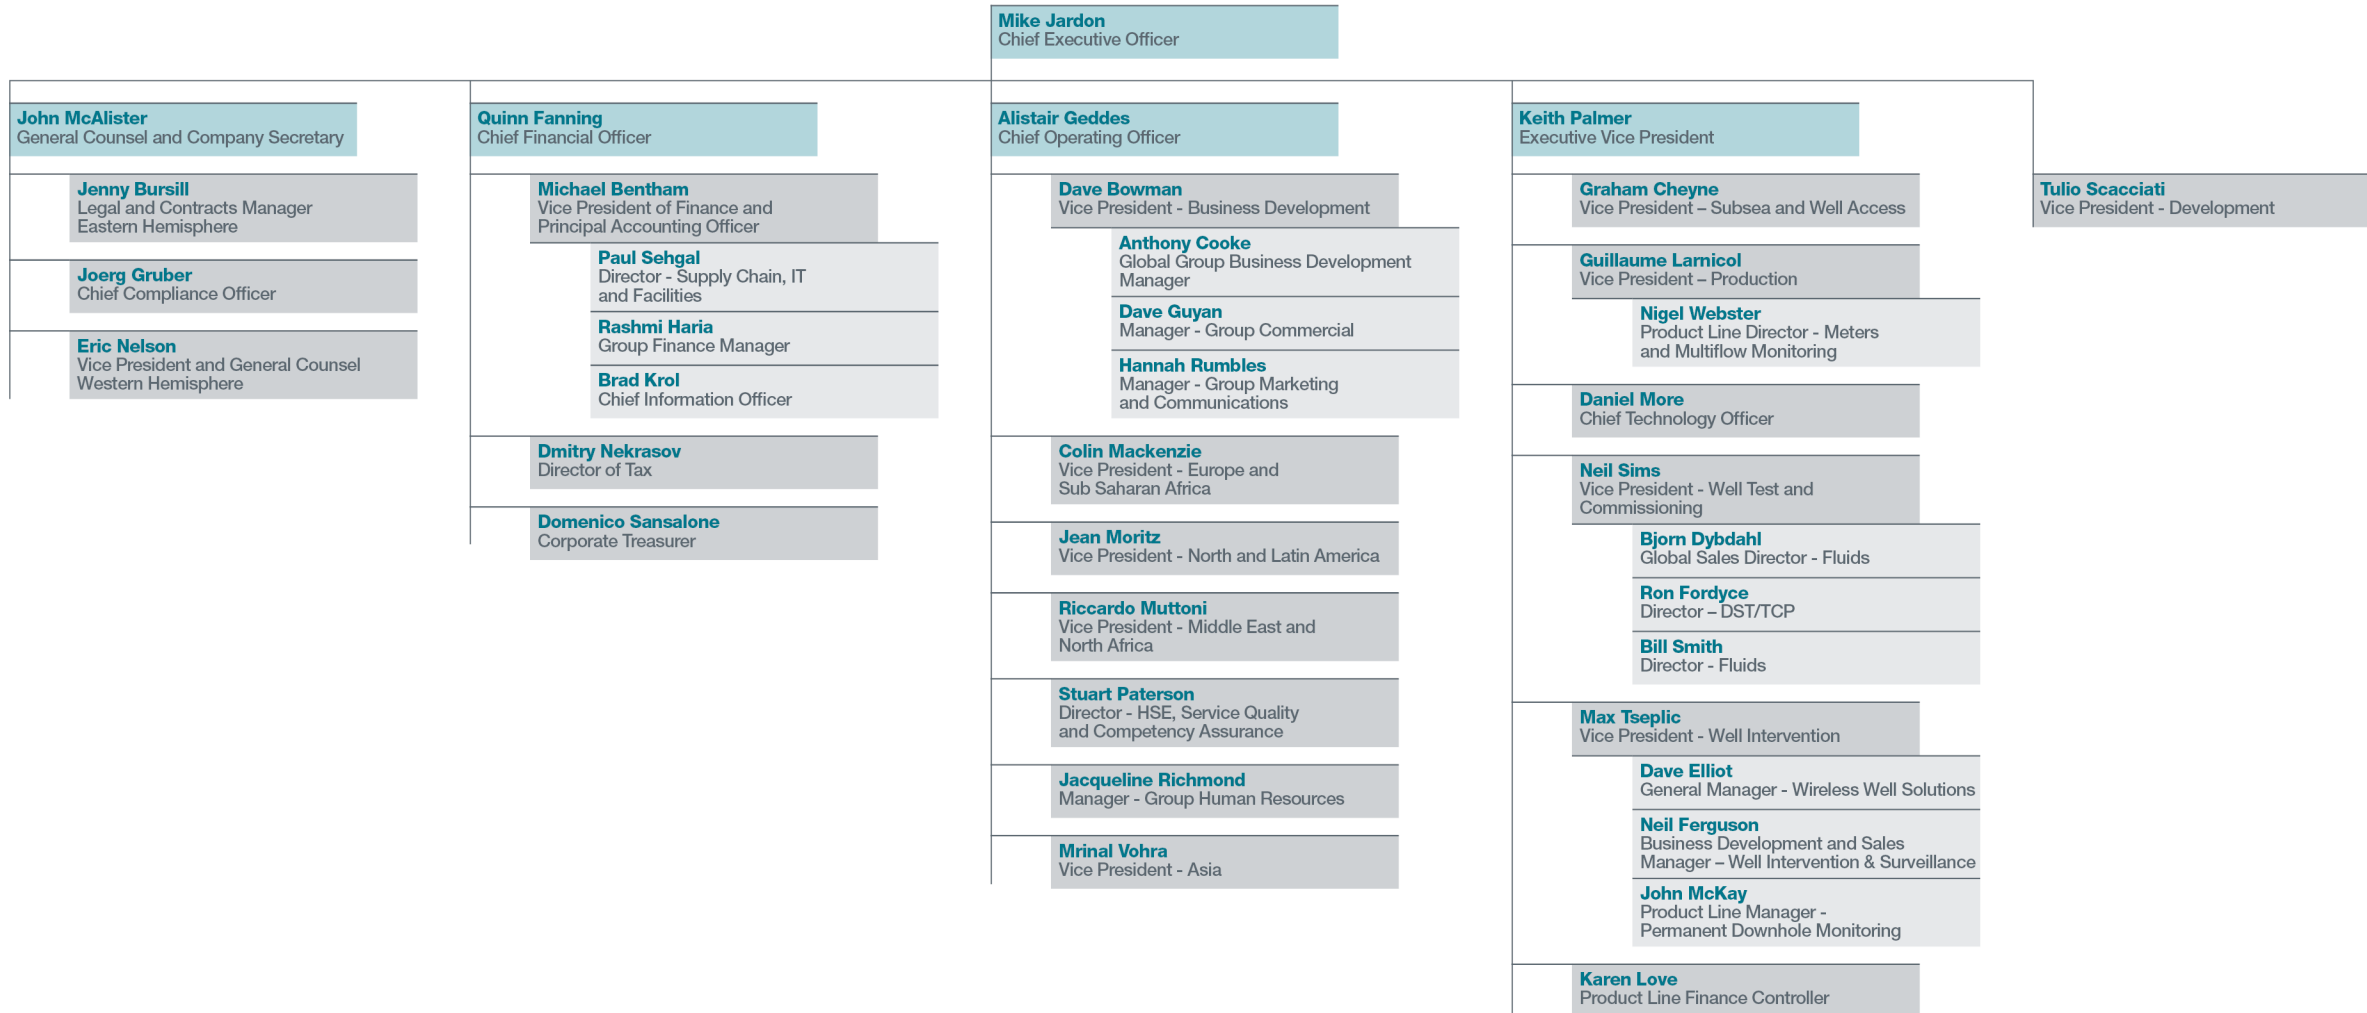 Mike Jardon
Chief Executive Officer
John McAlister
General Counsel and Company Secretary
Jenny Bursill
Legal and Contracts Manager
Eastern Hemisphere
Joerg Gruber
Chief Compliance Officer
Eric Nelson
Vice President and General Counsel
Western Hemisphere
Quinn Fanning
Chief Financial Officer
Michael Bentham
Vice President of Finance and
Principal Accounting Officer
Paul Sehgal
Director - Supply Chain, IT
and Facilities
Rashmi Haria
Group Finance Manager
Brad Krol
Chief Information Officer
Dmitry Nekrasov
Director of Tax
Domenico Sansalone
Corporate Treasurer
Alistair Geddes
Chief Operating Officer
Dave Bowman
Vice President - Business Development
Anthony Cooke
Global Group Business Development
Manager
Dave Guyan
Manager - Group Commercial
Hannah Rumbles
Manager - Group Marketing
and Communications
Colin Mackenzie
Vice President - Europe and
Sub Saharan Africa
Jean Moritz
Vice President - North and Latin America
Riccardo Muttoni
Vice President - Middle East and
North Africa
Stuart Paterson
Director - HSE, Service Quality
and Competency Assurance
Jacqueline Richmond
Manager - Group Human Resources
Mrinal Vohra
Vice President - Asia
Keith Palmer
Executive Vice President
Graham Cheyne
Vice President – Subsea and Well Access
Guillaume Larnicol
Vice President – Production
Nigel Webster
Product Line Director - Meters
and Multiflow Monitoring
Daniel More
Chief Technology Officer
Neil Sims
Vice President - Well Test and
Commissioning
Bjorn Dybdahl
Global Sales Director - Fluids
Ron Fordyce
Director – DST/TCP
Bill Smith
Director - Fluids
Max Tseplic
Vice President - Well Intervention
Dave Elliot
General Manager - Wireless Well Solutions
Neil Ferguson
Business Development and Sales
Manager – Well Intervention & Surveillance
John McKay
Product Line Manager -
Permanent Downhole Monitoring
Karen Love
Product Line Finance Controller
Tulio Scacciati
Vice President - Development